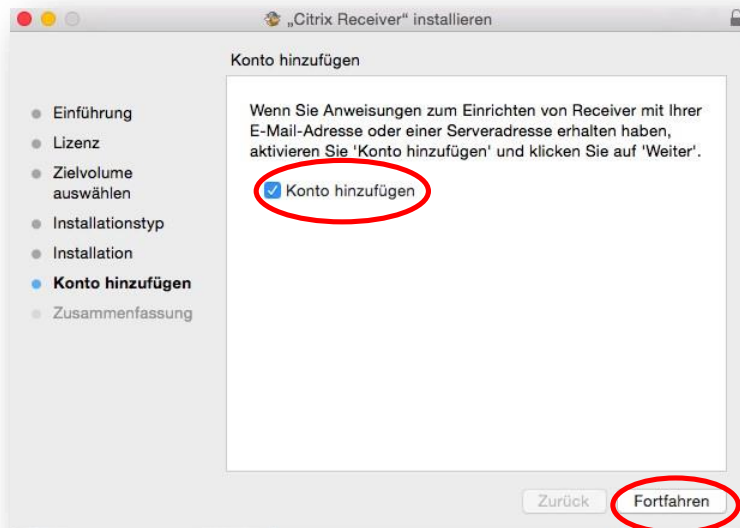 „Citrix Receiver“ installieren
Konto hinzufügen
Einführung
Lizenz
Zielvolume
auswählen
Installationstyp
Installation
Konto hinzufügen
Zusammenfassung
Wenn Sie Anweisungen zum Einrichten von Receiver mit Ihrer
E-Mail-Adresse oder einer Serveradresse erhalten haben,
aktivieren Sie 'Konto hinzufügen' und klicken Sie auf 'Weiter'.
Konto hinzufügen
Zurück
Fortfahren